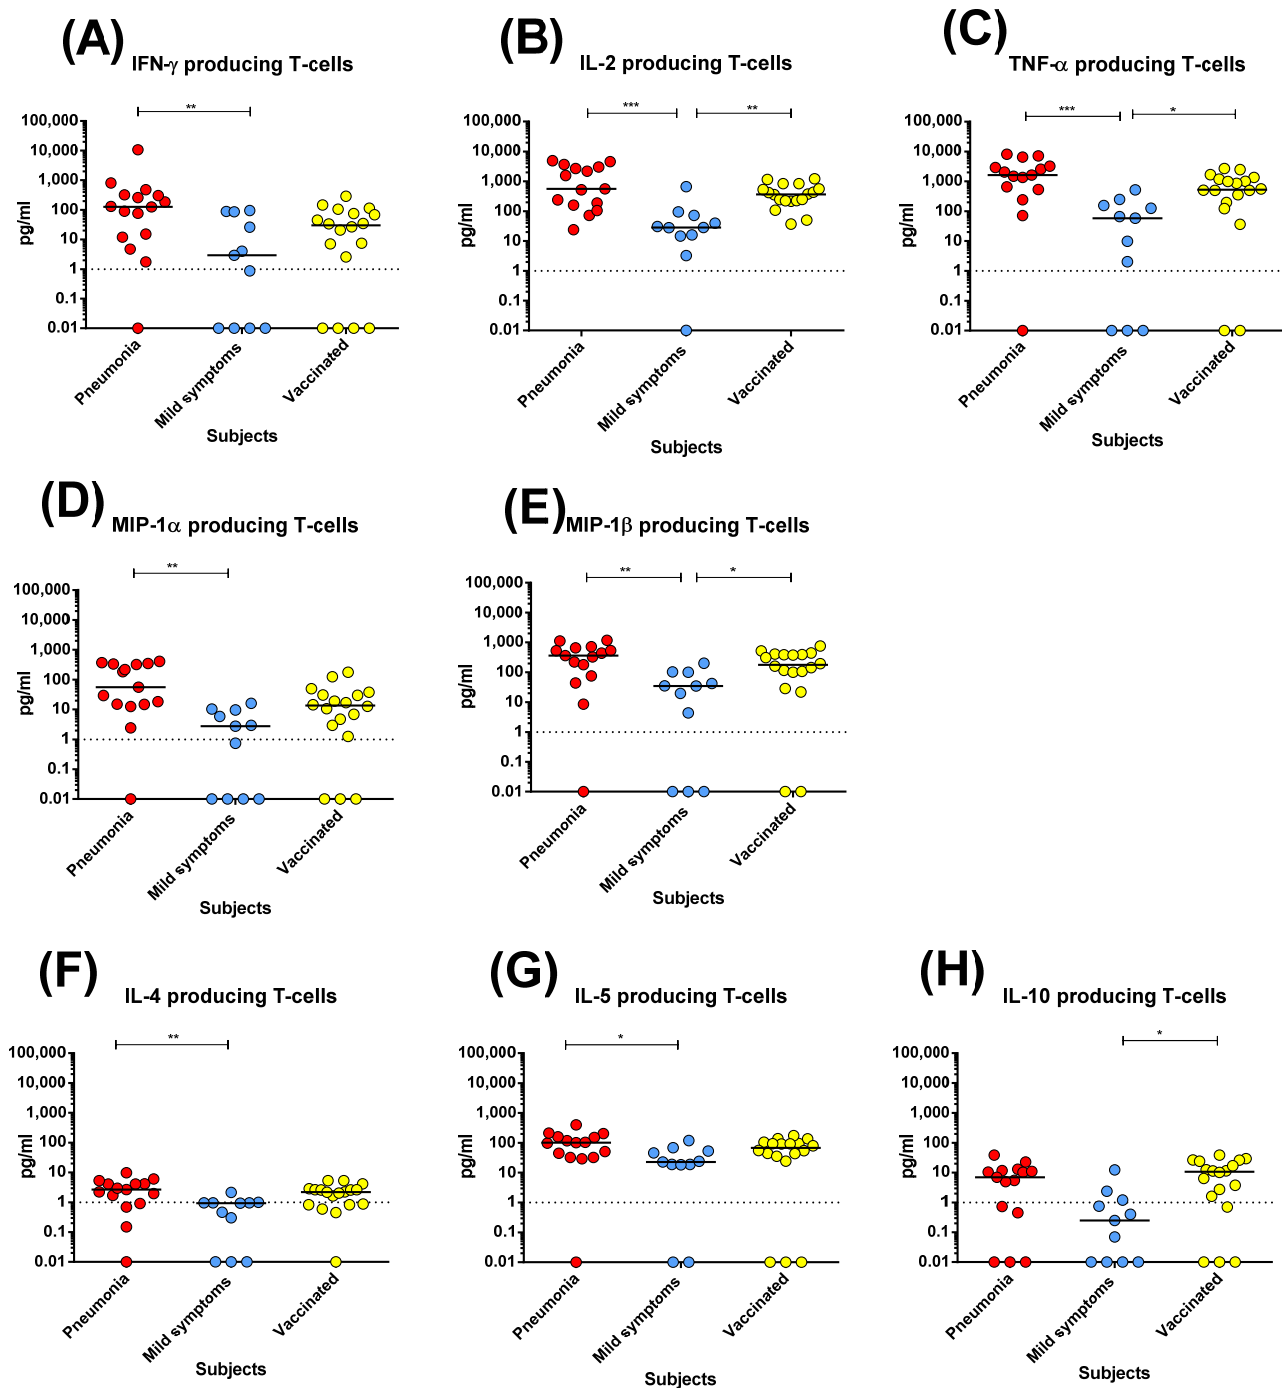 (A)
IFN-γ producing T-cells
**
100,000
10,000
1,000
100
10
1
0.1
0.01
pg/ml
Pneumonia
Mild symptoms
Vaccinated
Subjects
(B)
IL-2 producing T-cells
***
**
100,000
10,000
1,000
100
10
1
0.1
0.01
pg/ml
Pneumonia
Mild symptoms
Vaccinated
Subjects
(C)
TNF-α producing T-cells
***
*
100,000
10,000
1,000
100
10
1
0.1
0.01
pg/ml
Pneumonia
Mild symptoms
Vaccinated
Subjects
(D)
MIP-1α producing T-cells
**
100,000
10,000
1,000
100
10
1
0.1
0.01
pg/ml
Pneumonia
Mild symptoms
Vaccinated
Subjects
(E)
MIP-1β producing T-cells
**
*
100,000
10,000
1,000
100
10
1
0.1
0.01
pg/ml
Pneumonia
Mild symptoms
Vaccinated
Subjects
(F)
IL-4 producing T-cells
**
100,000
10,000
1,000
100
10
1
0.1
0.01
pg/ml
Pneumonia
Mild symptoms
Vaccinated
Subjects
(G)
IL-5 producing T-cells
*
100,000
10,000
1,000
100
10
1
0.1
0.01
pg/ml
Pneumonia
Mild symptoms
Vaccinated
Subjects
(H)
IL-10 producing T-cells
*
100,000
10,000
1,000
100
10
1
0.1
0.01
pg/ml
Pneumonia
Mild symptoms
Vaccinated
Subjects